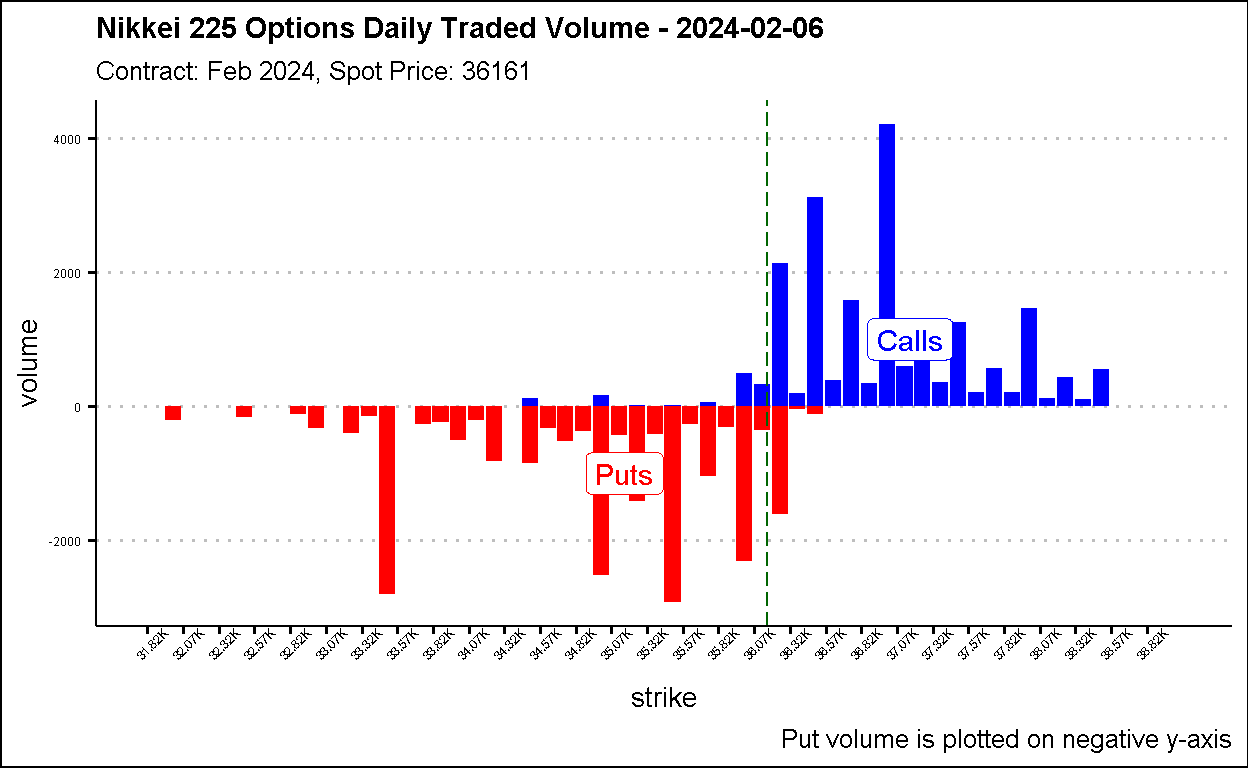 Nikkei 225 Options Daily Traded Volume - 2024-02-06
Contract: Feb 2024, Spot Price: 36161
4000
2000
0
-2000
volume
Calls
Puts
31.82K 32.07K 32.32K 32.57K 32.82K 33.07K 33.32K 33.57K 33.82K 34.07K 34.32K 34.57K 34.82K 35.07K 35.32K 35.57K 35.82K 36.07K 36.32K 36.57K 36.82K 37.07K 37.32K 37.57K 37.82K 38.07K 38.32K 38.57K 38.82K
strike
Put volume is plotted on negative y-axis